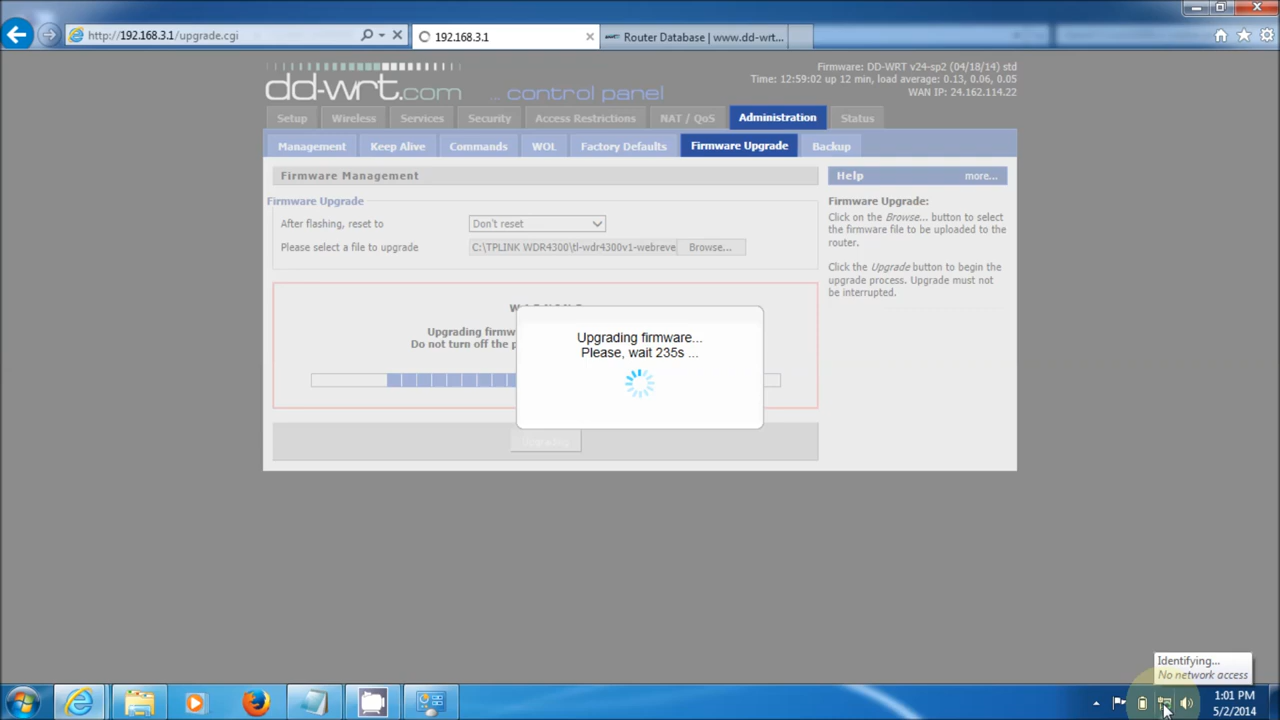 http://192.168.3.1/upgrade.cgi
192.168.3.1
Router Database | www.dd-wrt...
dd-wrt.com ... control panel
Firmware: DD-WRT v24-sp2 (04/18/14) std
Time: 12:59:02 up 12 min, load average: 0.13, 0.06, 0.05
WAN IP: 24.162.114.22
Setup Wireless Services Security Access Restrictions NAT / QoS Administration Status
Management Keep Alive Commands WOL Factory Defaults Firmware Upgrade Backup
Firmware Management
Firmware Upgrade
After flashing, reset to Don't reset
Please select a file to upgrade C:\TPLINK WDR4300\tl-wdr4300v1-webreve Browse...
Upgrading firmw
Do not turn off the p
Upgrading firmware...
Please, wait 235s ...
Upgrading
Help more...
Firmware Upgrade:
Click on the Browse... button to select
the firmware file to be uploaded to the
router.
Click the Upgrade button to begin the
upgrade process. Upgrade must not
be interrupted.
Identifying...
No network access
1:01 PM
5/2/2014